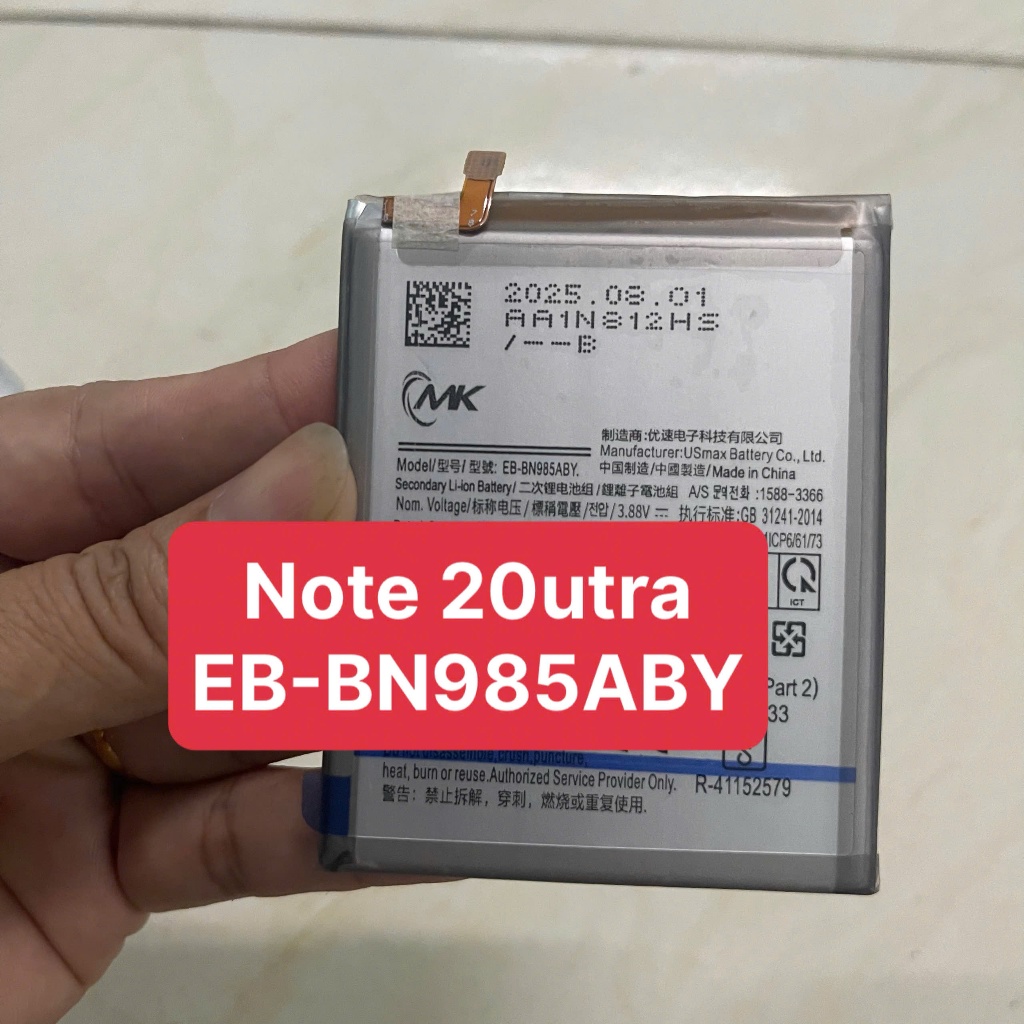 2025.08.01
AA1N812HS
/--B
MK
制造商:优速电子科技有限公司
Manufacturer:USmax Battery Co., Ltd.
Model/型号/ 型號: EB-BN985ABY.
中国制造/中國製造/Made in China
Secondary Li-Ion Battery/二次锂电池组/鋰離子電池組 A/S 문의전화 :1588-3366
Nom. Voltage/标称电压 / 標稱電壓 /전압/ 3.88V ⎓ 执行标准:GB 31241-2014
ICP6/61/73
ICT
Note 20utra
EB-BN985ABY
Part 2)
33
Do not disassemble,crush,puncture,
heat, burn or reuse.Authorized Service Provider Only.
R-41152579
警告: 禁止拆解，穿刺，燃烧或重复使用.